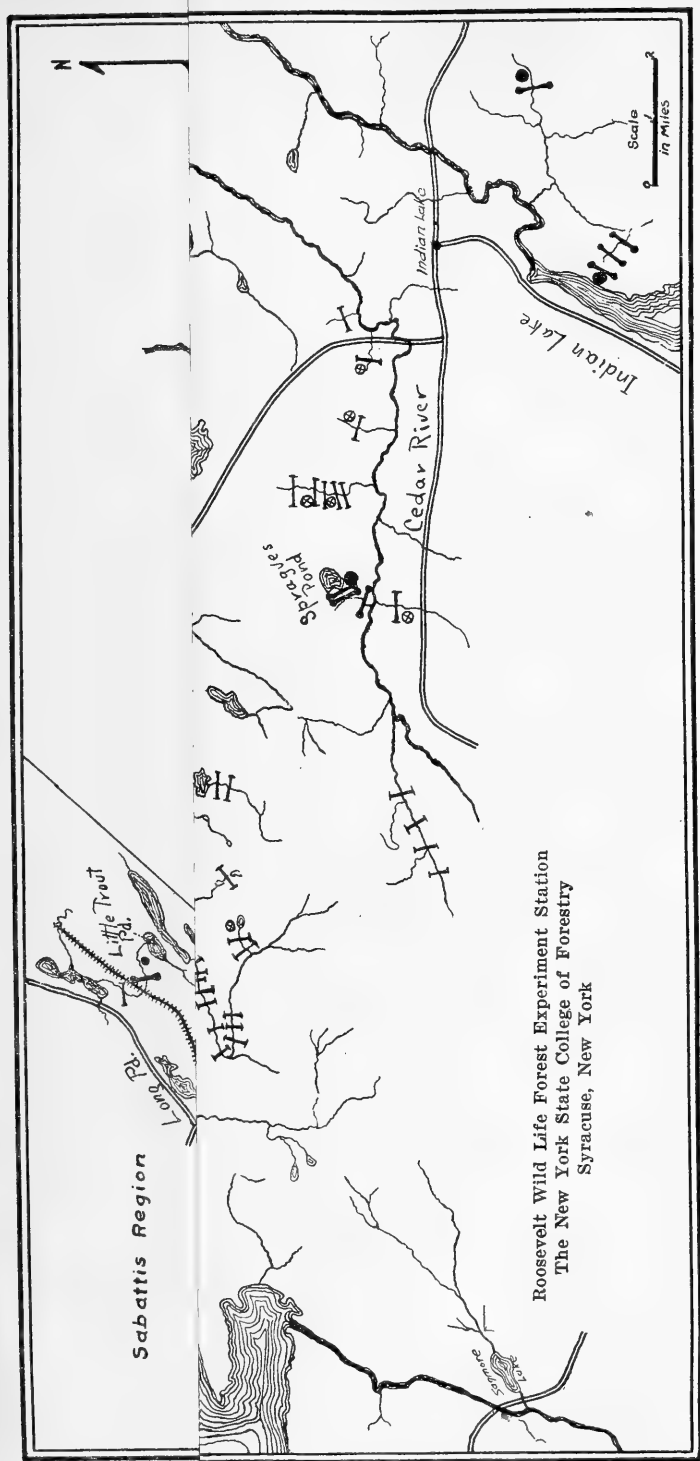 N
Little Trout
Pd.
Long Pd.
Sabattis Region
Spragues
Pond
Cedar River
Indian Lake
Indian Lake
Scale
0 1 2
in Miles
Sagmore
Lake
Roosevelt Wild Life Forest Experiment Station
The New York State College of Forestry
Syracuse, New York